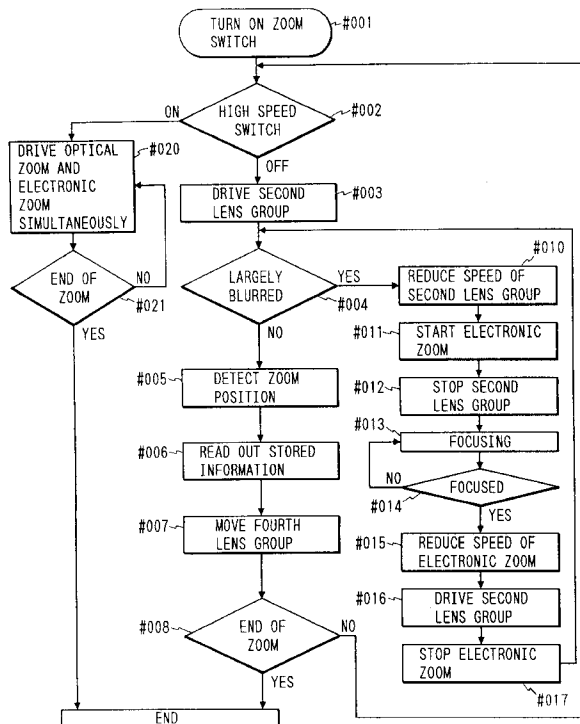 TURN ON ZOOM
SWITCH
#001
HIGH SPEED
SWITCH
#002
ON
OFF
DRIVE OPTICAL
ZOOM AND
ELECTRONIC
ZOOM
SIMULTANEOUSLY
#020
END OF
ZOOM
#021
NO
YES
DRIVE SECOND
LENS GROUP
#003
LARGELY
BLURRED
#004
YES
NO
#005
DETECT ZOOM
POSITION
#006
READ OUT STORED
INFORMATION
#007
MOVE FOURTH
LENS GROUP
#008
END OF
ZOOM
NO
YES
#010
REDUCE SPEED OF
SECOND LENS GROUP
#011
START ELECTRONIC
ZOOM
#012
STOP SECOND
LENS GROUP
#013
FOCUSING
NO
FOCUSED
#014
YES
#015
REDUCE SPEED OF
ELECTRONIC ZOOM
#016
DRIVE SECOND
LENS GROUP
STOP ELECTRONIC
ZOOM
#017
END